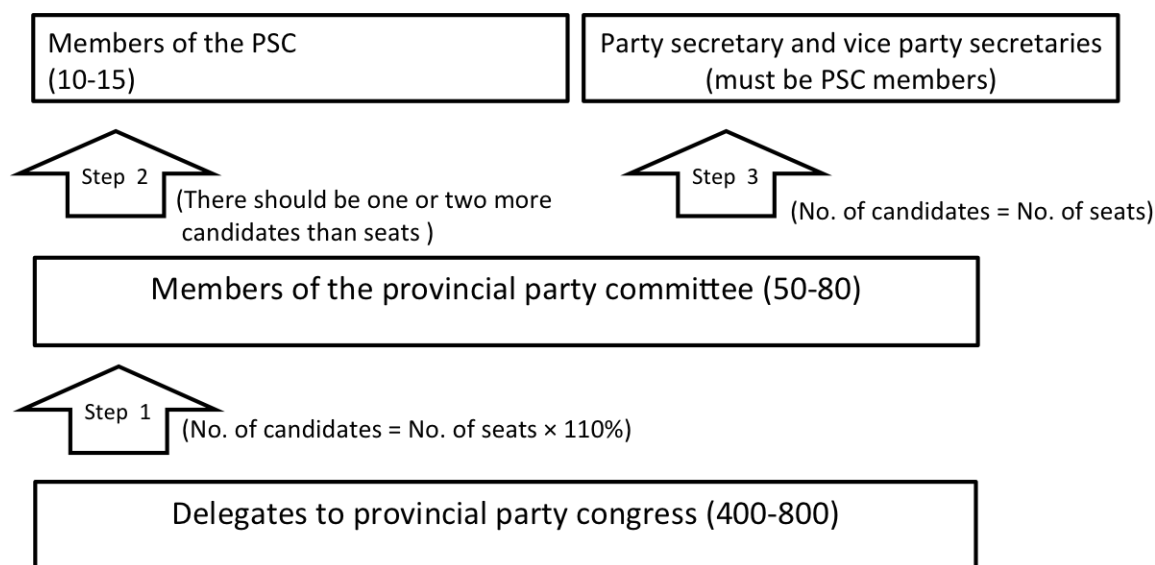 Members of the PSC
(10-15)
Party secretary and vice party secretaries
(must be PSC members)
Step 2
(There should be one or two more
candidates than seats )
Step 3
(No. of candidates = No. of seats)
Members of the provincial party committee (50-80)
Step 1
(No. of candidates = No. of seats × 110%)
Delegates to provincial party congress (400-800)